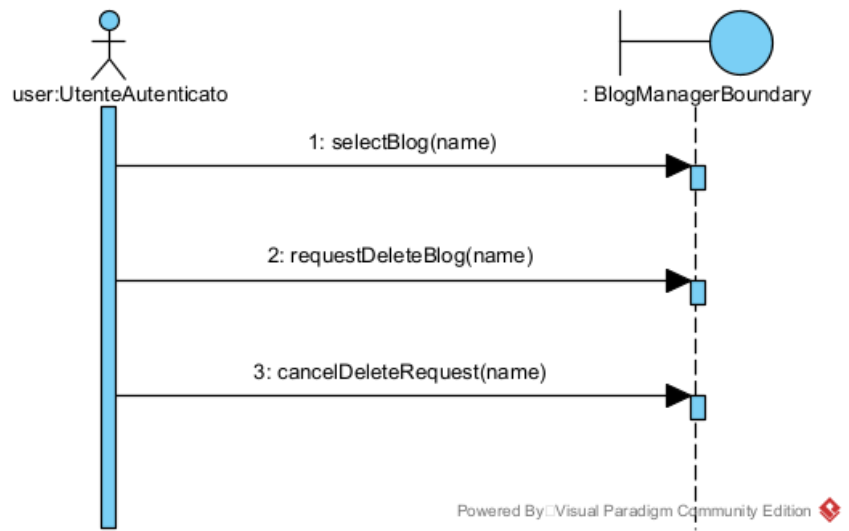 user:UtenteAutenticato
: BlogManagerBoundary
1: selectBlog(name)
2: requestDeleteBlog(name)
3: cancelDeleteRequest(name)
Powered By Visual Paradigm Community Edition